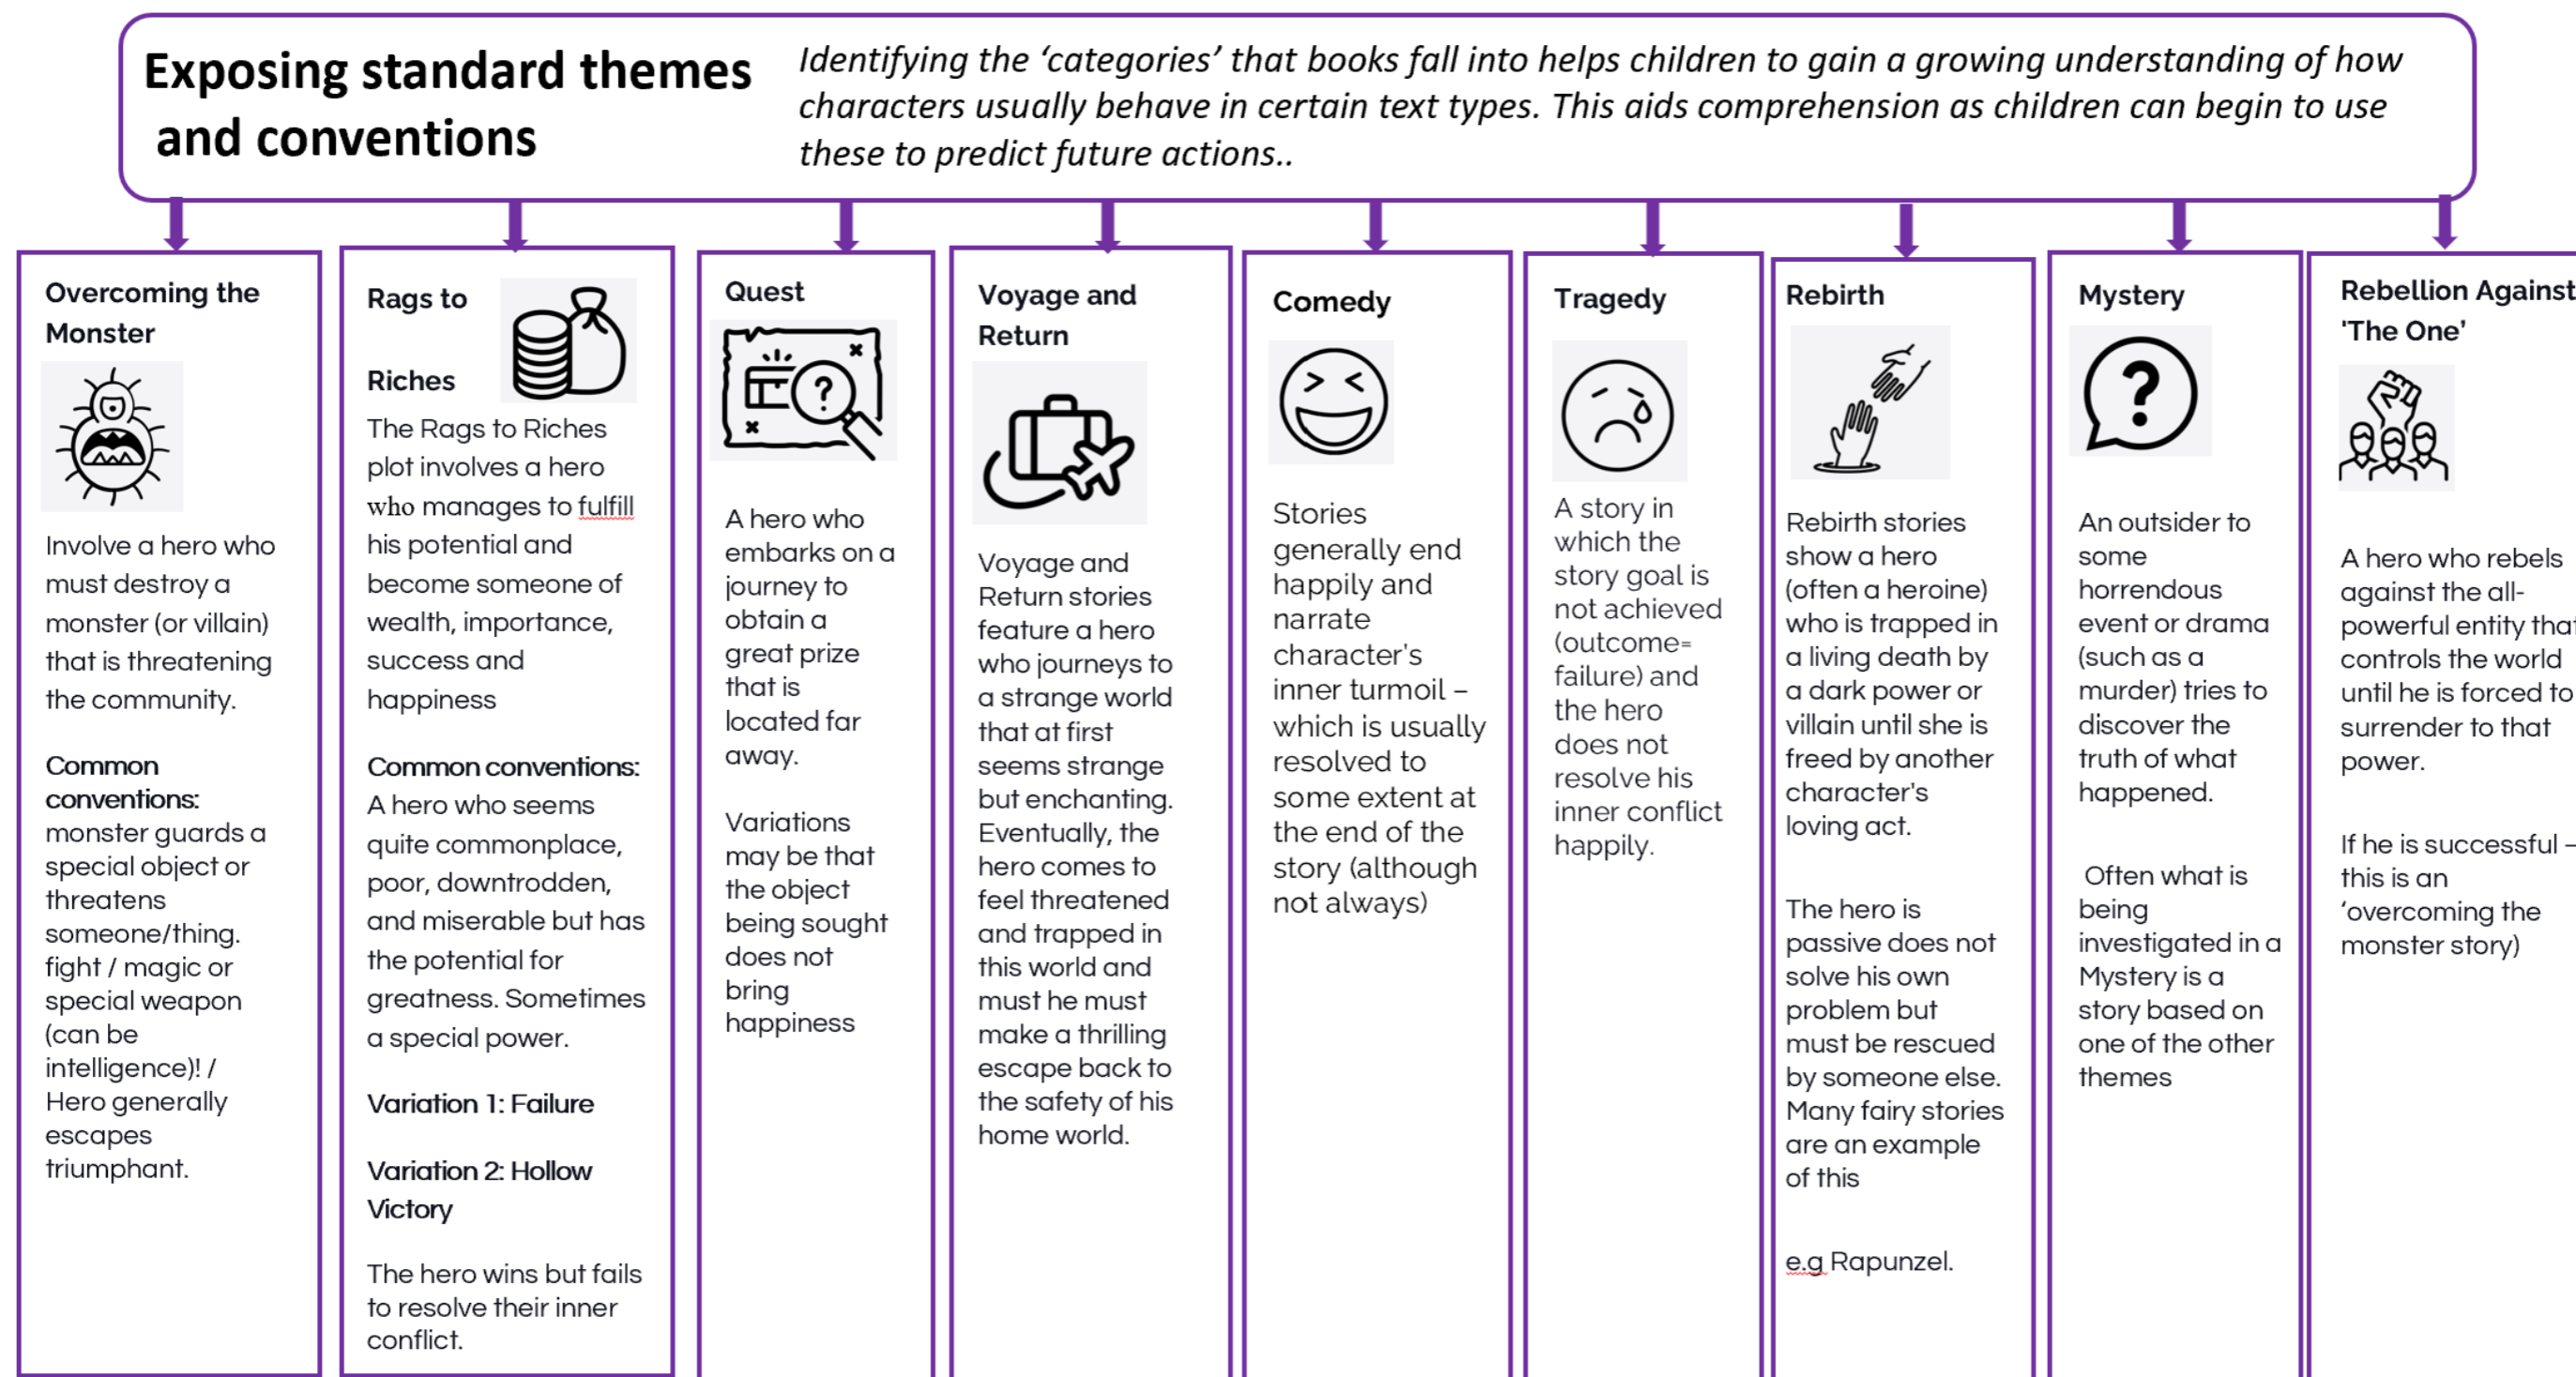 Exposing standard themes
and conventions
Identifying the ‘categories’ that books fall into helps children to gain a growing understanding of how
characters usually behave in certain text types. This aids comprehension as children can begin to use
these to predict future actions..
Overcoming the
Monster
Involve a hero who
must destroy a
monster (or villain)
that is threatening
the community.
Common
conventions:
monster guards a
special object or
threatens
someone/thing.
fight / magic or
special weapon
(can be
intelligence)! /
Hero generally
escapes
triumphant.
Rags to
Riches
The Rags to Riches
plot involves a hero
who manages to fulfill
his potential and
become someone of
wealth, importance,
success and
happiness
Common conventions:
A hero who seems
quite commonplace,
poor, downtrodden,
and miserable but has
the potential for
greatness. Sometimes
a special power.
Variation 1: Failure
Variation 2: Hollow
Victory
The hero wins but fails
to resolve their inner
conflict.
Quest
?
A hero who
embarks on a
journey to
obtain a
great prize
that is
located far
away.
Variations
may be that
the object
being sought
does not
bring
happiness
Voyage and
Return
Voyage and
Return stories
feature a hero
who journeys to
a strange world
that at first
seems strange
but enchanting.
Eventually, the
hero comes to
feel threatened
and trapped in
this world and
must he must
make a thrilling
escape back to
the safety of his
home world.
Comedy
Stories
generally end
happily and
narrate
character's
inner turmoil –
which is usually
resolved to
some extent at
the end of the
story (although
not always)
Tragedy
A story in
which the
story goal is
not achieved
(outcome=
failure) and
the hero
does not
resolve his
inner conflict
happily.
Rebirth
Rebirth stories
show a hero
(often a heroine)
who is trapped in
a living death by
a dark power or
villain until she is
freed by another
character's
loving act.
The hero is
passive does not
solve his own
problem but
must be rescued
by someone else.
Many fairy stories
are an example
of this
e.g Rapunzel.
Mystery
?
An outsider to
some
horrendous
event or drama
(such as a
murder) tries to
discover the
truth of what
happened.
Often what is
being
investigated in a
Mystery is a
story based on
one of the other
themes
Rebellion Against
'The One’
A hero who rebels
against the all-
powerful entity that
controls the world
until he is forced to
surrender to that
power.
If he is successful –
this is an
‘overcoming the
monster story)